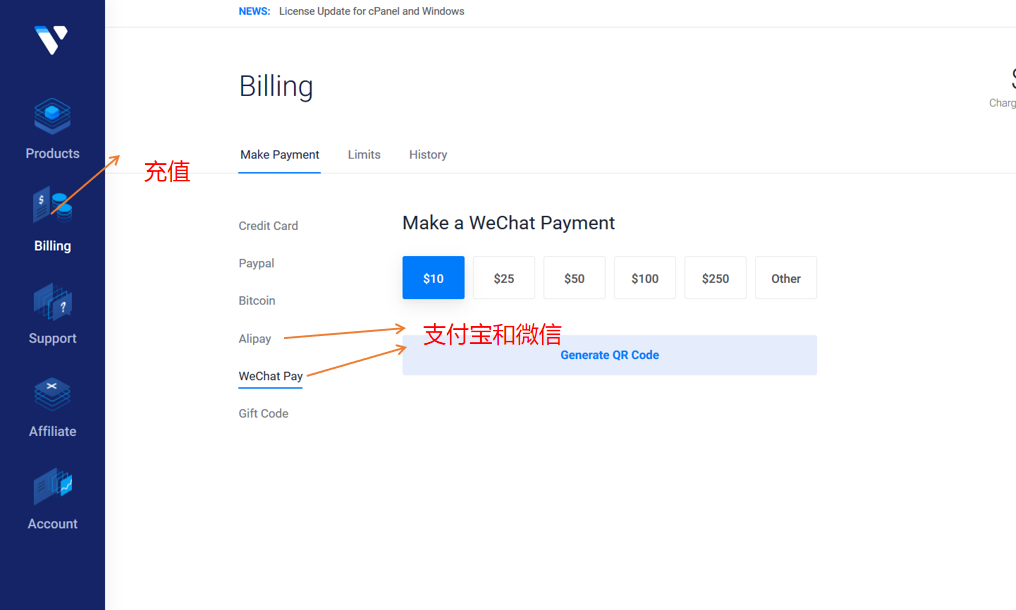 NEWS: License Update for cPanel and Windows
Billing
Charg
Products
充值
Make Payment Limits History
Billing
Credit Card
Make a WeChat Payment
Paypal
$10 $25 $50 $100 $250 Other
Bitcoin
Support
Alipay
支付宝和微信
Generate QR Code
WeChat Pay
Gift Code
Affiliate
Account